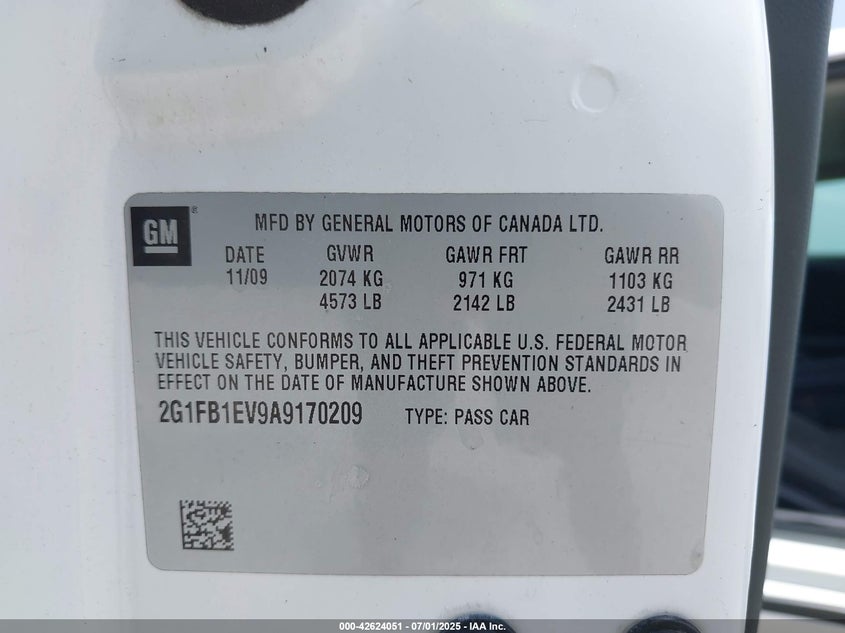 GM®
MFD BY GENERAL MOTORS OF CANADA LTD.
DATE GVWR GAWR FRT GAWR RR
11/09 2074 KG 971 KG 1103 KG
4573 LB 2142 LB 2431 LB
THIS VEHICLE CONFORMS TO ALL APPLICABLE U.S. FEDERAL MOTOR
VEHICLE SAFETY, BUMPER, AND THEFT PREVENTION STANDARDS IN
EFFECT ON THE DATE OF MANUFACTURE SHOWN ABOVE.
2G1FB1EV9A9170209 TYPE: PASS CAR
000-42624051 - 07/01/2025 - IAA Inc.